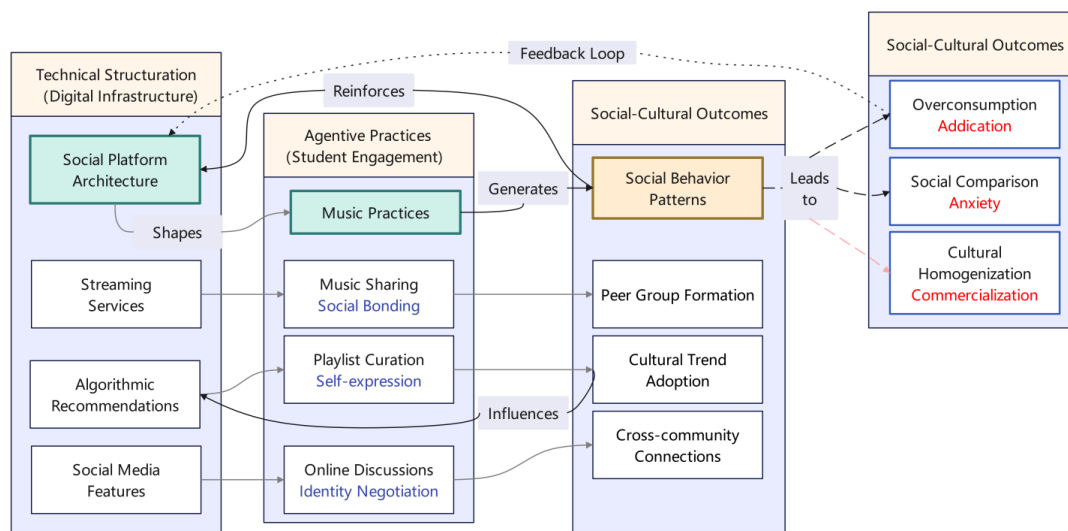 Technical Structuration
(Digital Infrastructure)
Social Platform
Architecture
Shapes
Streaming
Services
Algorithmic
Recommendations
Social Media
Features
Feedback Loop
Reinforces
Agentive Practices
(Student Engagement)
Music Practices
Generates
Music Sharing
Social Bonding
Playlist Curation
Self-expression
Influences
Online Discussions
Identity Negotiation
Social-Cultural Outcomes
Social Behavior
Patterns
Leads
to
Peer Group Formation
Cultural Trend
Adoption
Cross-community
Connections
Social-Cultural Outcomes
Overconsumption
Addication
Social Comparison
Anxiety
Cultural
Homogenization
Commercialization